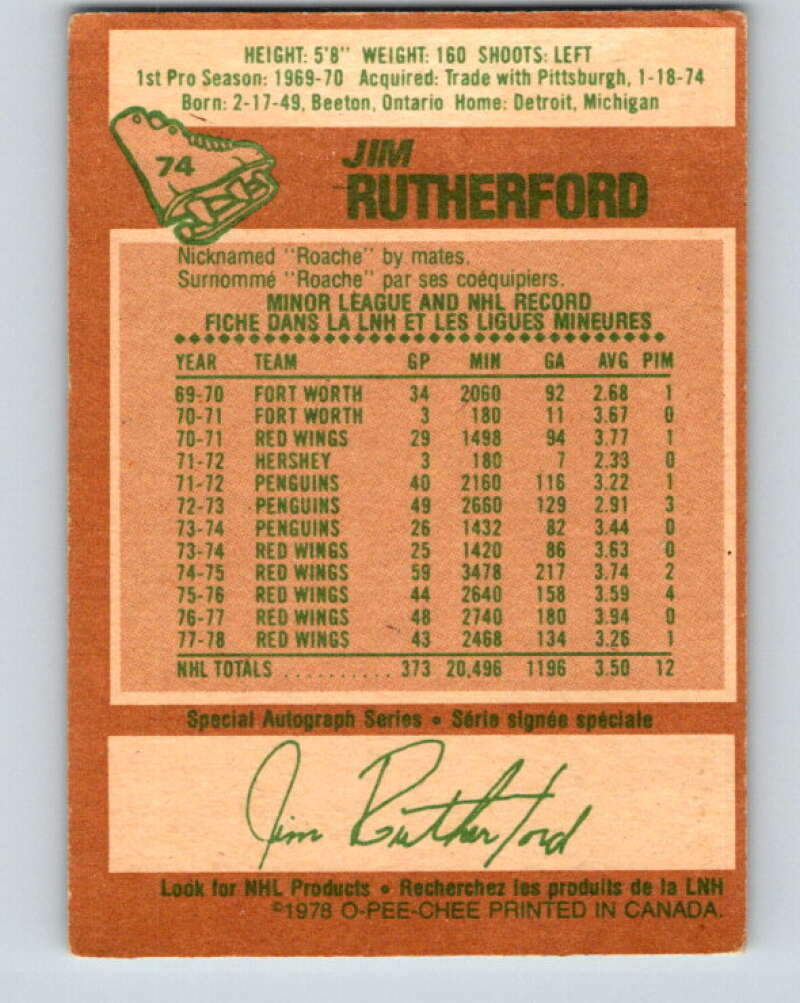 HEIGHT: 5'8" WEIGHT: 160 SHOOTS: LEFT
1st Pro Season: 1969-70 Acquired: Trade with Pittsburgh, 1-18-74
Born: 2-17-49, Beeton, Ontario Home: Detroit, Michigan
74
JIM
RUTHERFORD
Nicknamed "Roache" by mates.
Surnommé "Roache" par ses coéquipiers.
MINOR LEAGUE AND NHL RECORD
FICHE DANS LA LNH ET LES LIGUES MINEURES
YEAR TEAM GP MIN GA AVG PIM
69-70 FORT WORTH 34 2060 92 2.68 1
70-71 FORT WORTH 3 180 11 3.67 0
70-71 RED WINGS 29 1498 94 3.77 1
71-72 HERSHEY 3 180 7 2.33 0
71-72 PENGUINS 40 2160 116 3.22 1
72-73 PENGUINS 49 2660 129 2.91 3
73-74 PENGUINS 26 1432 82 3.44 0
73-74 RED WINGS 25 1420 86 3.63 0
74-75 RED WINGS 59 3478 217 3.74 2
75-76 RED WINGS 44 2640 158 3.59 4
76-77 RED WINGS 48 2740 180 3.94 0
77-78 RED WINGS 43 2468 134 3.26 1
NHL TOTALS .......... 373 20,496 1196 3.50 12
Special Autograph Series • Série signée spéciale
Jim Rutherford
Look for NHL Products • Recherchez les produits de la LNH
©1978 O-PEE-CHEE PRINTED IN CANADA.